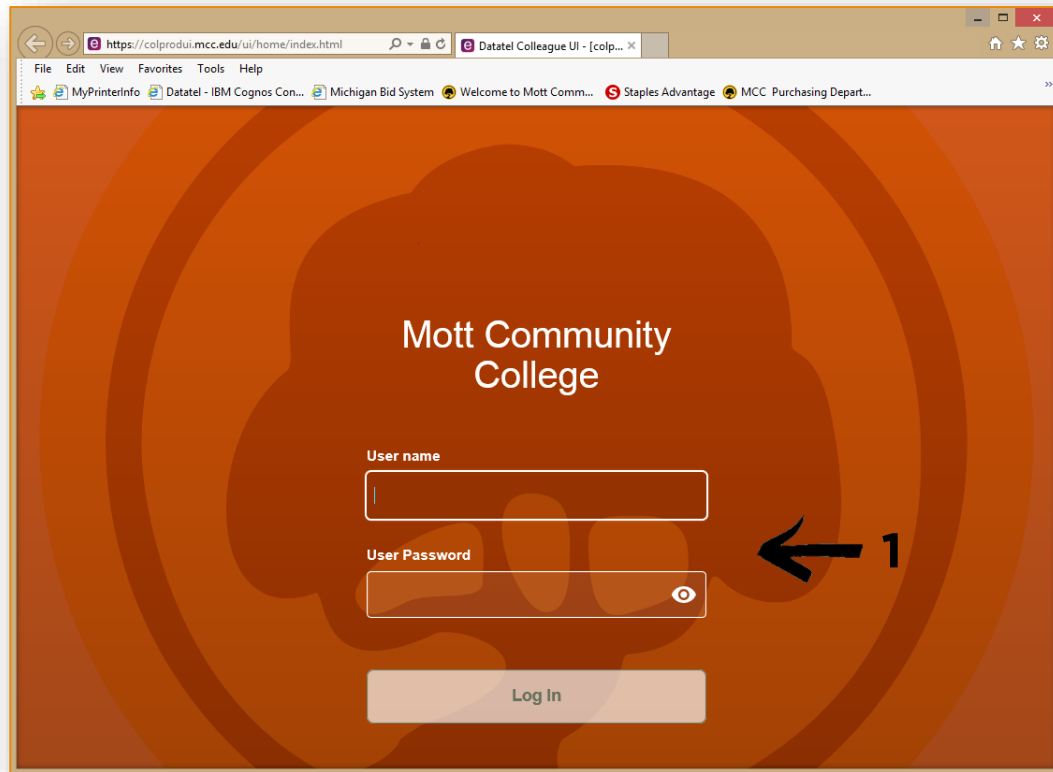 https://colprodui.mcc.edu/ui/home/index.html
Datatel Colleague UI - [colp...
File Edit View Favorites Tools Help
MyPrinterInfo Datatel - IBM Cognos Con... Michigan Bid System Welcome to Mott Comm... Staples Advantage MCC Purchasing Depart...
Mott Community
College
User name
User Password
1
Log In